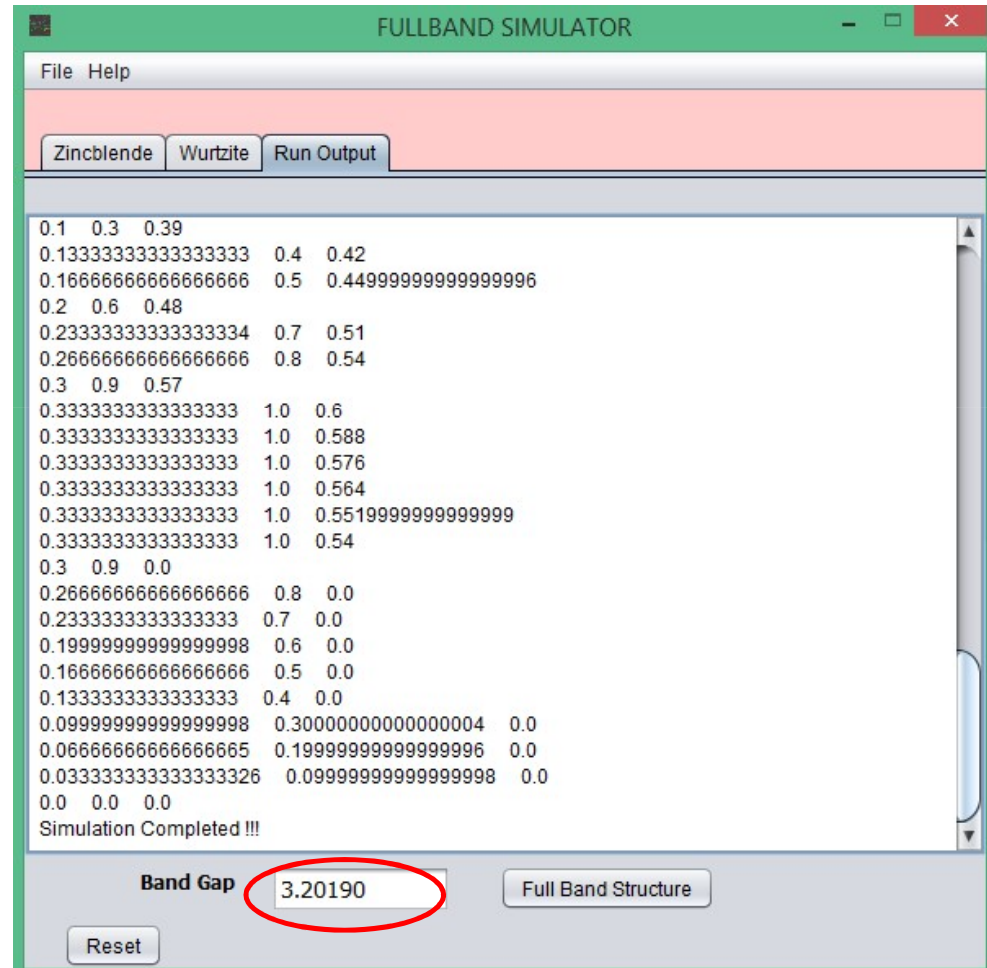 FULLBAND SIMULATOR
File Help
Zincblende Wurtzite Run Output
0.1 0.3 0.39
0.13333333333333333 0.4 0.42
0.16666666666666666 0.5 0.44999999999999996
0.2 0.6 0.48
0.23333333333333334 0.7 0.51
0.26666666666666666 0.8 0.54
0.3 0.9 0.57
0.3333333333333333 1.0 0.6
0.3333333333333333 1.0 0.588
0.3333333333333333 1.0 0.576
0.3333333333333333 1.0 0.564
0.3333333333333333 1.0 0.5519999999999999
0.3333333333333333 1.0 0.54
0.3 0.9 0.0
0.26666666666666666 0.8 0.0
0.2333333333333333 0.7 0.0
0.19999999999999998 0.6 0.0
0.16666666666666666 0.5 0.0
0.13333333333333333 0.4 0.0
0.09999999999999998 0.30000000000000004 0.0
0.06666666666666665 0.19999999999999996 0.0
0.033333333333333326 0.09999999999999998 0.0
0.0 0.0 0.0
Simulation Completed !!!
Band Gap 3.20190 Full Band Structure
Reset